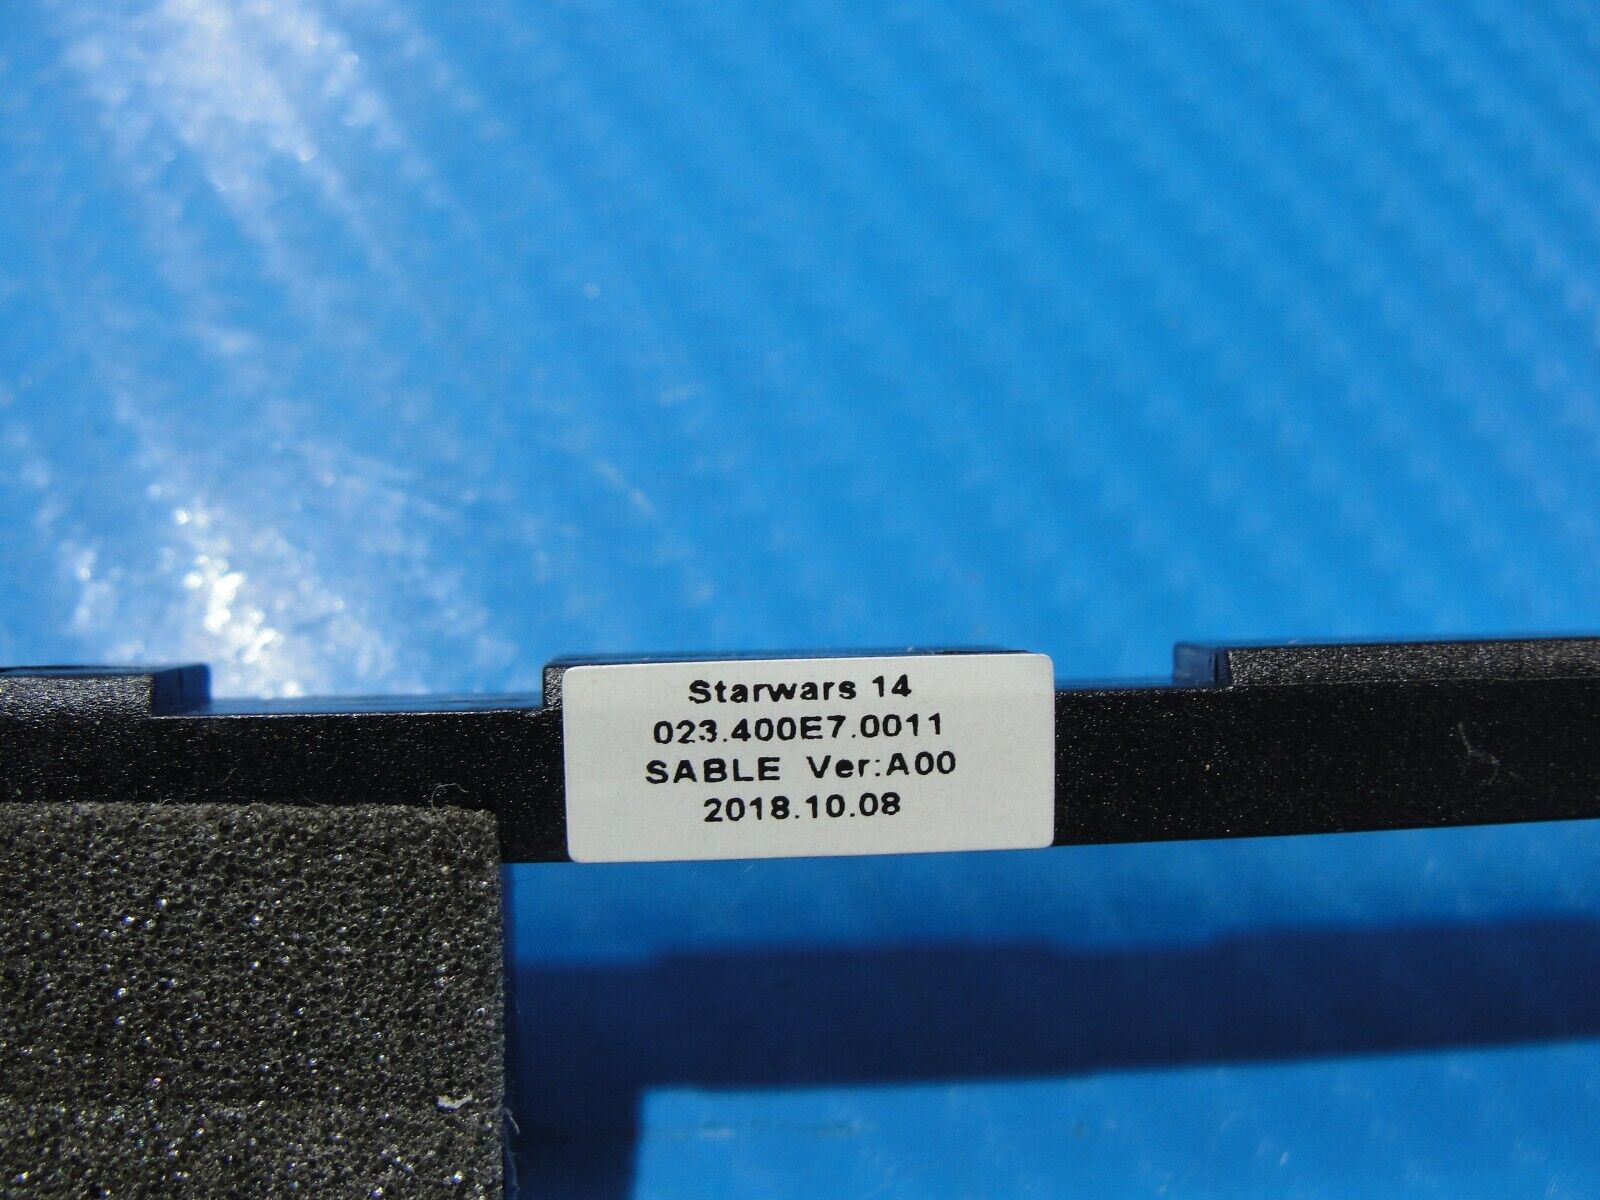 Starwars 14
023.400E7.0011
SABLE Ver:A00
2018.10.08